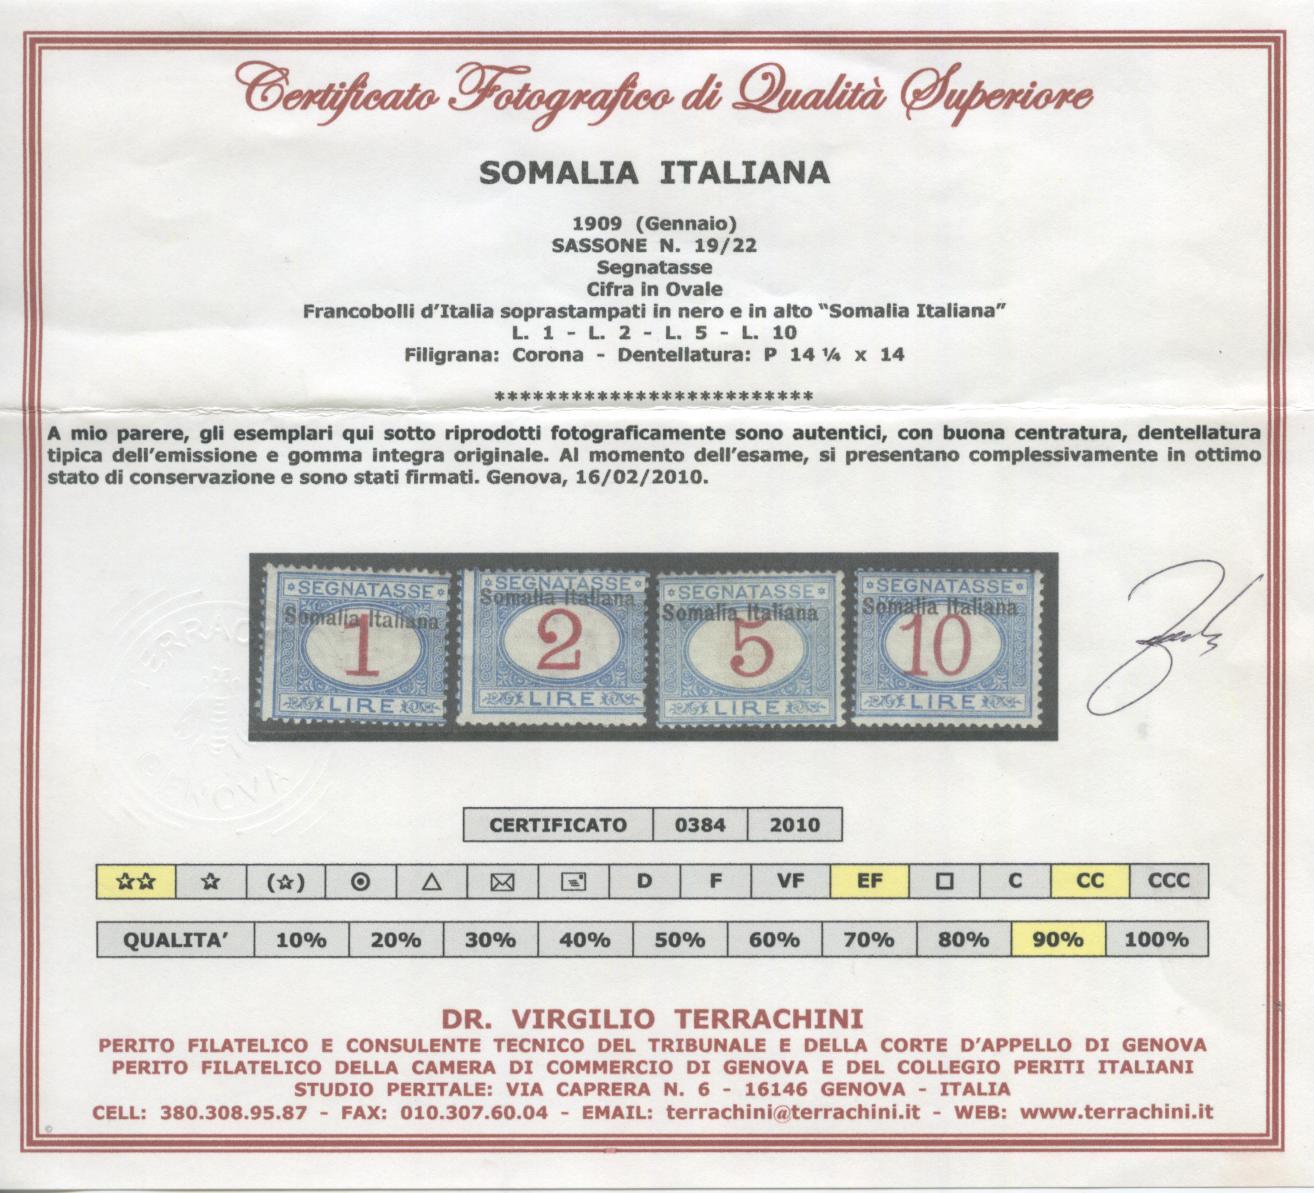 Certificato Fotografico di Qualità Superiore
SOMALIA ITALIANA
1909 (Gennaio)
SASSONE N. 19/22
Segnatasse
Cifra in Ovale
Francobolli d'Italia soprastampati in nero e in alto "Somalia Italiana"
L. 1 - L. 2 - L. 5 - L. 10
Filigrana: Corona - Dentellatura: P 14 ¼ x 14
*************************
A mio parere, gli esemplari qui sotto riprodotti fotograficamente sono autentici, con buona centratura, dentellatura
tipica dell'emissione e gomma integra originale. Al momento dell'esame, si presentano complessivamente in ottimo
stato di conservazione e sono stati firmati. Genova, 16/02/2010.
SEGNATASSE SEGNATASSE SEGNATASSE SEGNATASSE
Somalia Italiana Somalia Italiana Somalia Italiana Somalia Italiana
1 2 5 10
LIRE LIRE LIRE LIRE
TERRAC
GENOVA
CERTIFICATO 0384 2010
☆☆ ☆ (☆) ⊙ △ ✉ D F VF EF □ C CC CCC
QUALITA' 10% 20% 30% 40% 50% 60% 70% 80% 90% 100%
DR. VIRGILIO TERRACHINI
PERITO FILATELICO E CONSULENTE TECNICO DEL TRIBUNALE E DELLA CORTE D'APPELLO DI GENOVA
PERITO FILATELICO DELLA CAMERA DI COMMERCIO DI GENOVA E DEL COLLEGIO PERITI ITALIANI
STUDIO PERITALE: VIA CAPRERA N. 6 - 16146 GENOVA - ITALIA
CELL: 380.308.95.87 - FAX: 010.307.60.04 - EMAIL: terrachini@terrachini.it - WEB: www.terrachini.it
©